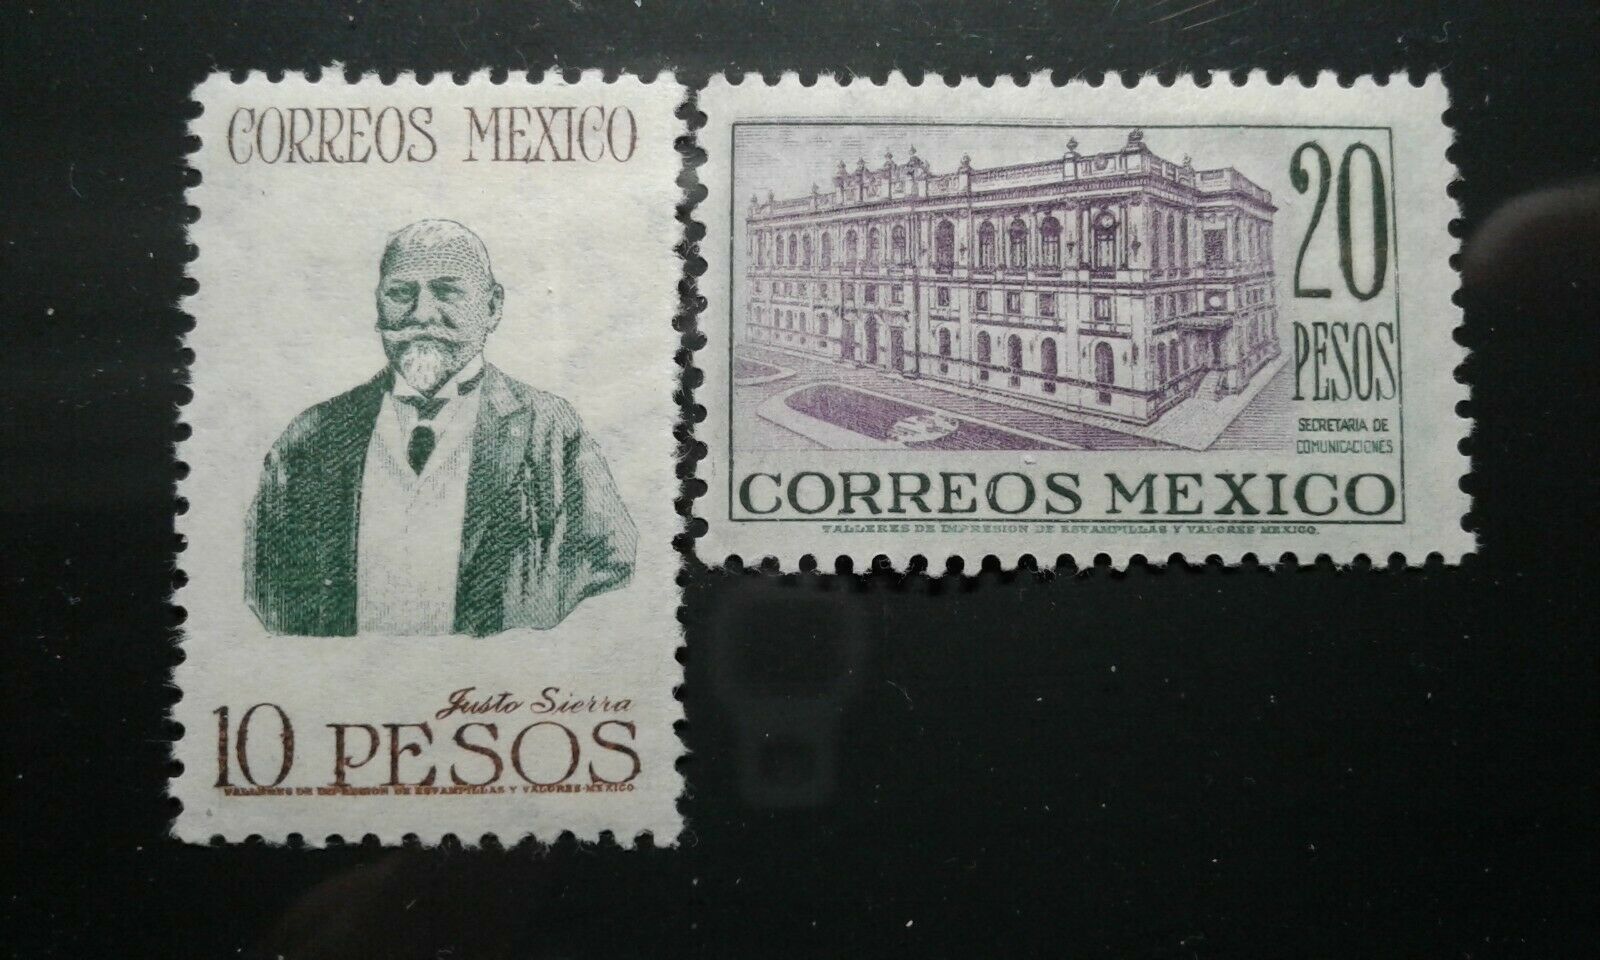 CORREOS MEXICO
Justo Sierra
10 PESOS
TALLERES DE IMPRESION DE ESTAMPILLAS Y VALORES-MEXICO
20
PESOS
SECRETARIA DE
COMUNICACIONES
CORREOS MEXICO
TALLERES DE IMPRESION DE ESTAMPILLAS Y VALORES MEXICO.